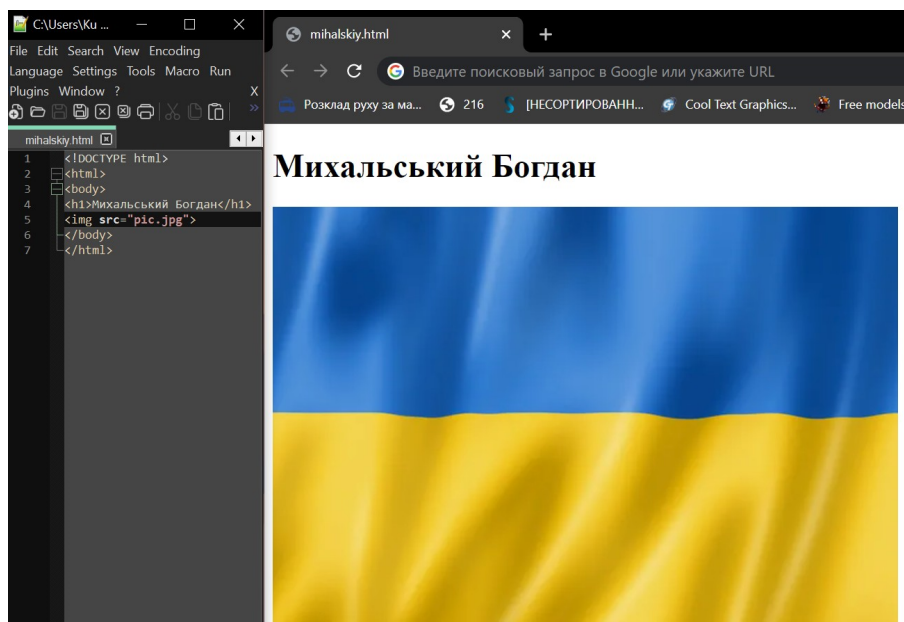 C:\Users\Ku ...
File Edit Search View Encoding
Language Settings Tools Macro Run
Plugins Window ? X
mihalskiy.html
1 <!DOCTYPE html>
2 <html>
3 <body>
4 <h1>Михальський Богдан</h1>
5 <img src="pic.jpg">
6 </body>
7 </html>
mihalskiy.html
Введите поисковый запрос в Google или укажите URL
Розклад руху за ма... 216 [НЕСОРТИРОВАНН... Cool Text Graphics... Free models
Михальський Богдан